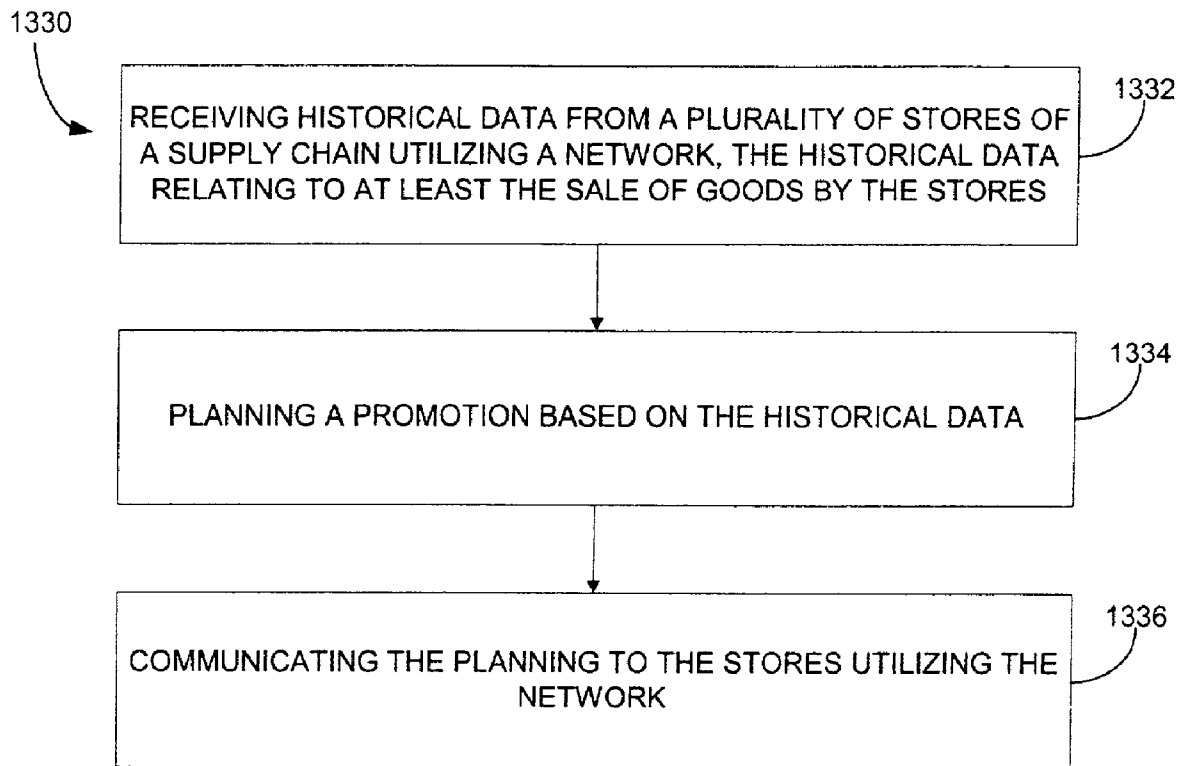 1330
1332
RECEIVING HISTORICAL DATA FROM A PLURALITY OF STORES OF
A SUPPLY CHAIN UTILIZING A NETWORK, THE HISTORICAL DATA
RELATING TO AT LEAST THE SALE OF GOODS BY THE STORES
1334
PLANNING A PROMOTION BASED ON THE HISTORICAL DATA
1336
COMMUNICATING THE PLANNING TO THE STORES UTILIZING THE
NETWORK